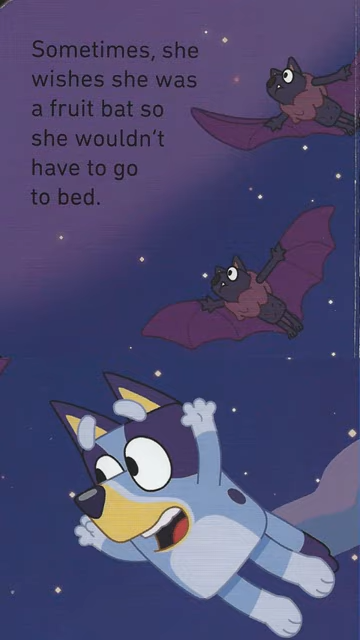 Sometimes, she
wishes she was
a fruit bat so
she wouldn't
have to go
to bed.